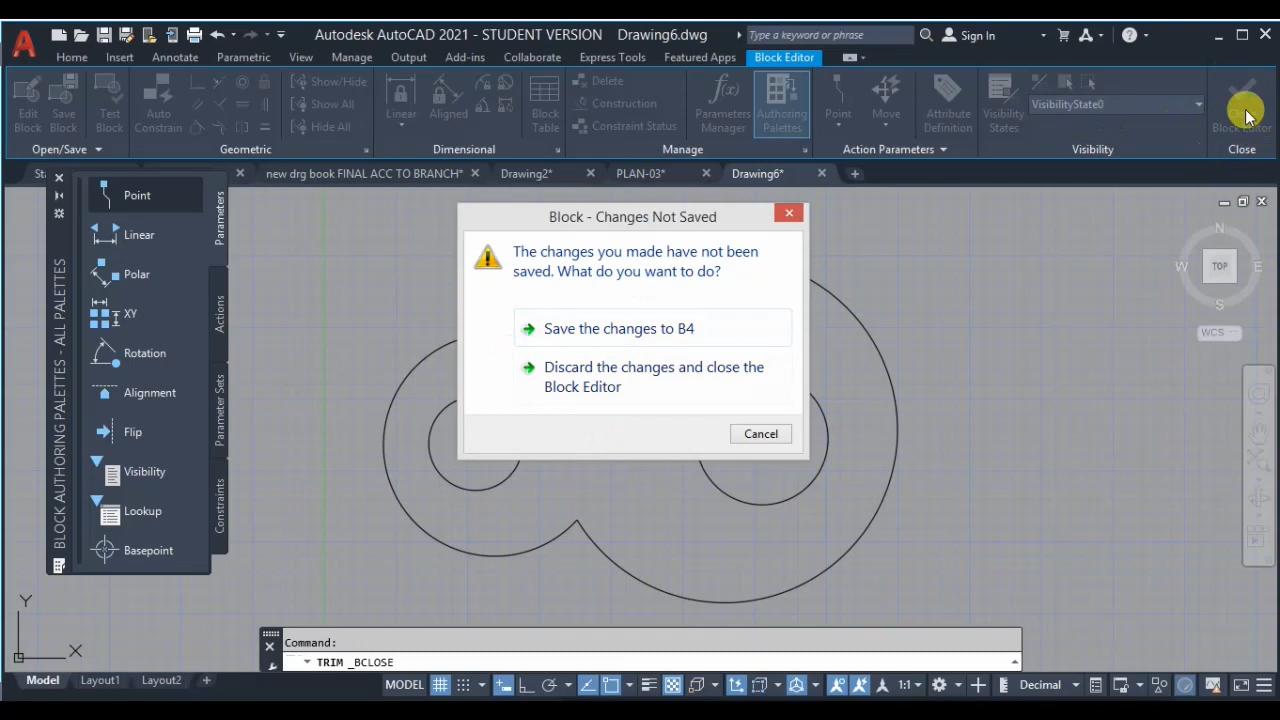 Autodesk AutoCAD 2021 - STUDENT VERSION Drawing6.dwg
Type a keyword or phrase
Sign In
Home Insert Annotate Parametric View Manage Output Add-ins Collaborate Express Tools Featured Apps Block Editor
Edit Block
Save Block
Test Block
Auto Constrain
Show/Hide
Show All
Hide All
Linear
Aligned
Block Table
Delete
Construction
Constraint Status
Parameters Manager
Authoring Palettes
Point
Move
Attribute Definition
Visibility States
VisibilityState0
Block Editor
Open/Save Geometric Dimensional Manage Action Parameters Visibility Close
new drg book FINAL ACC TO BRANCH* Drawing2* PLAN-03* Drawing6*
BLOCK AUTHORING PALETTES - ALL PALETTES
Point
Linear
Polar
XY
Rotation
Alignment
Flip
Visibility
Lookup
Basepoint
Parameters
Actions
Parameter Sets
Constraints
Block - Changes Not Saved
The changes you made have not been
saved. What do you want to do?
Save the changes to B4
Discard the changes and close the
Block Editor
Cancel
N
W TOP E
S
WCS
Y
X
Command:
TRIM _BCLOSE
Model Layout1 Layout2 +
MODEL 1:1 Decimal